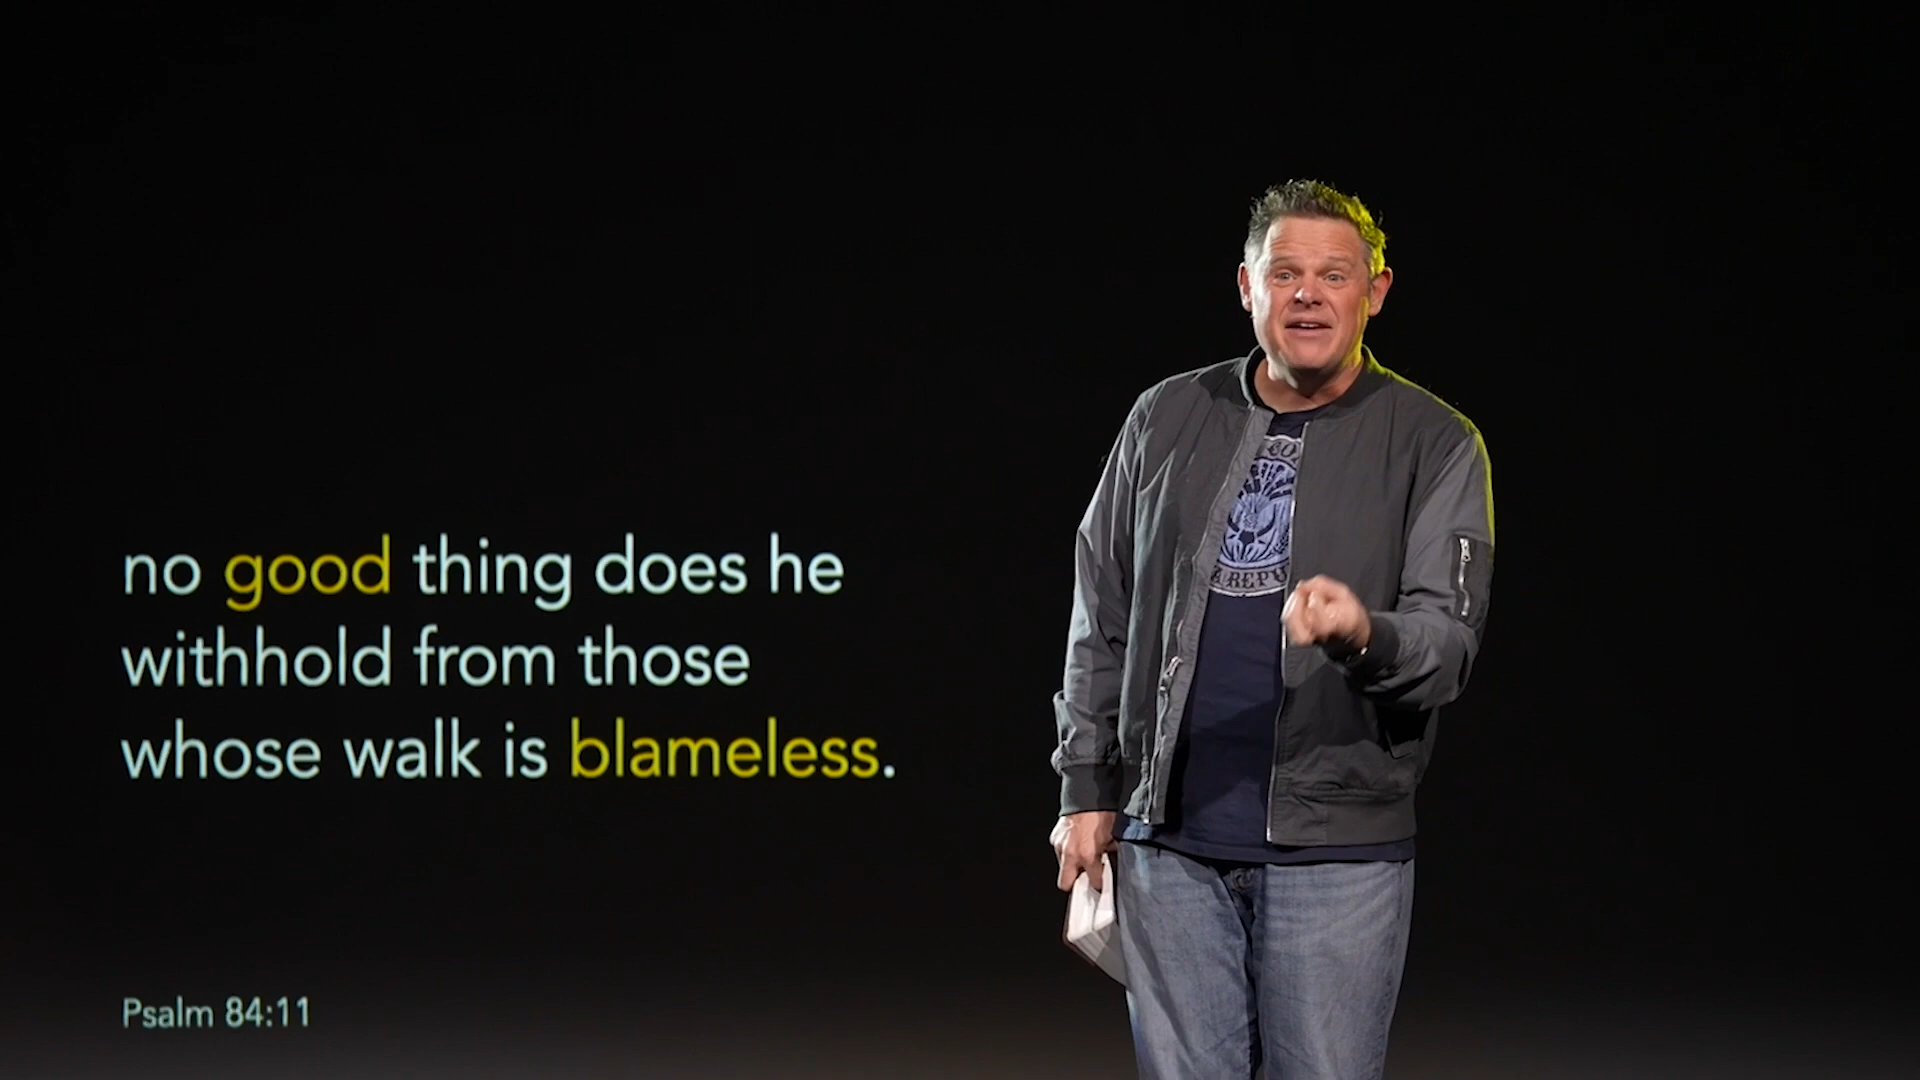 no good thing does he
withhold from those
whose walk is blameless.
Psalm 84:11